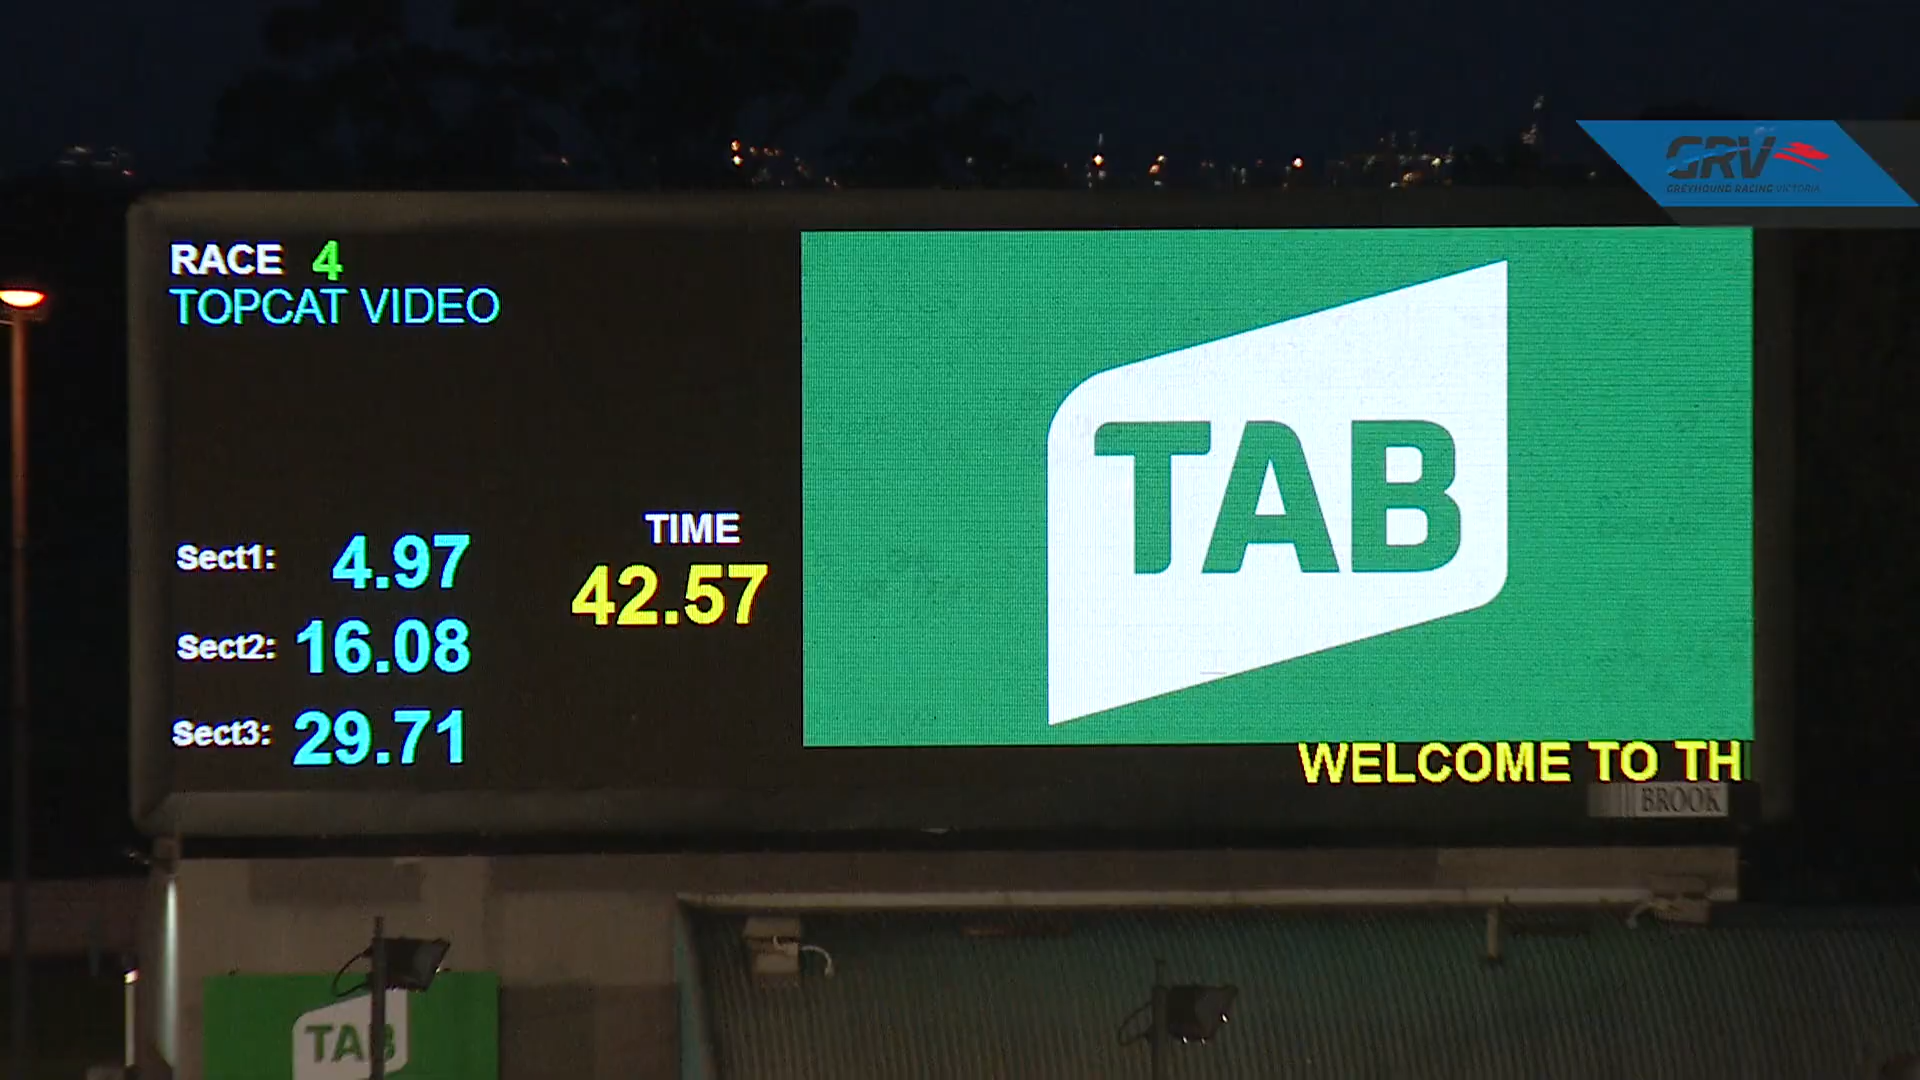 GRV
GREYHOUND RACING VICTORIA
RACE 4
TOPCAT VIDEO
TAB
TIME
42.57
Sect1: 4.97
Sect2: 16.08
Sect3: 29.71
WELCOME TO TH
BROOK
TAB